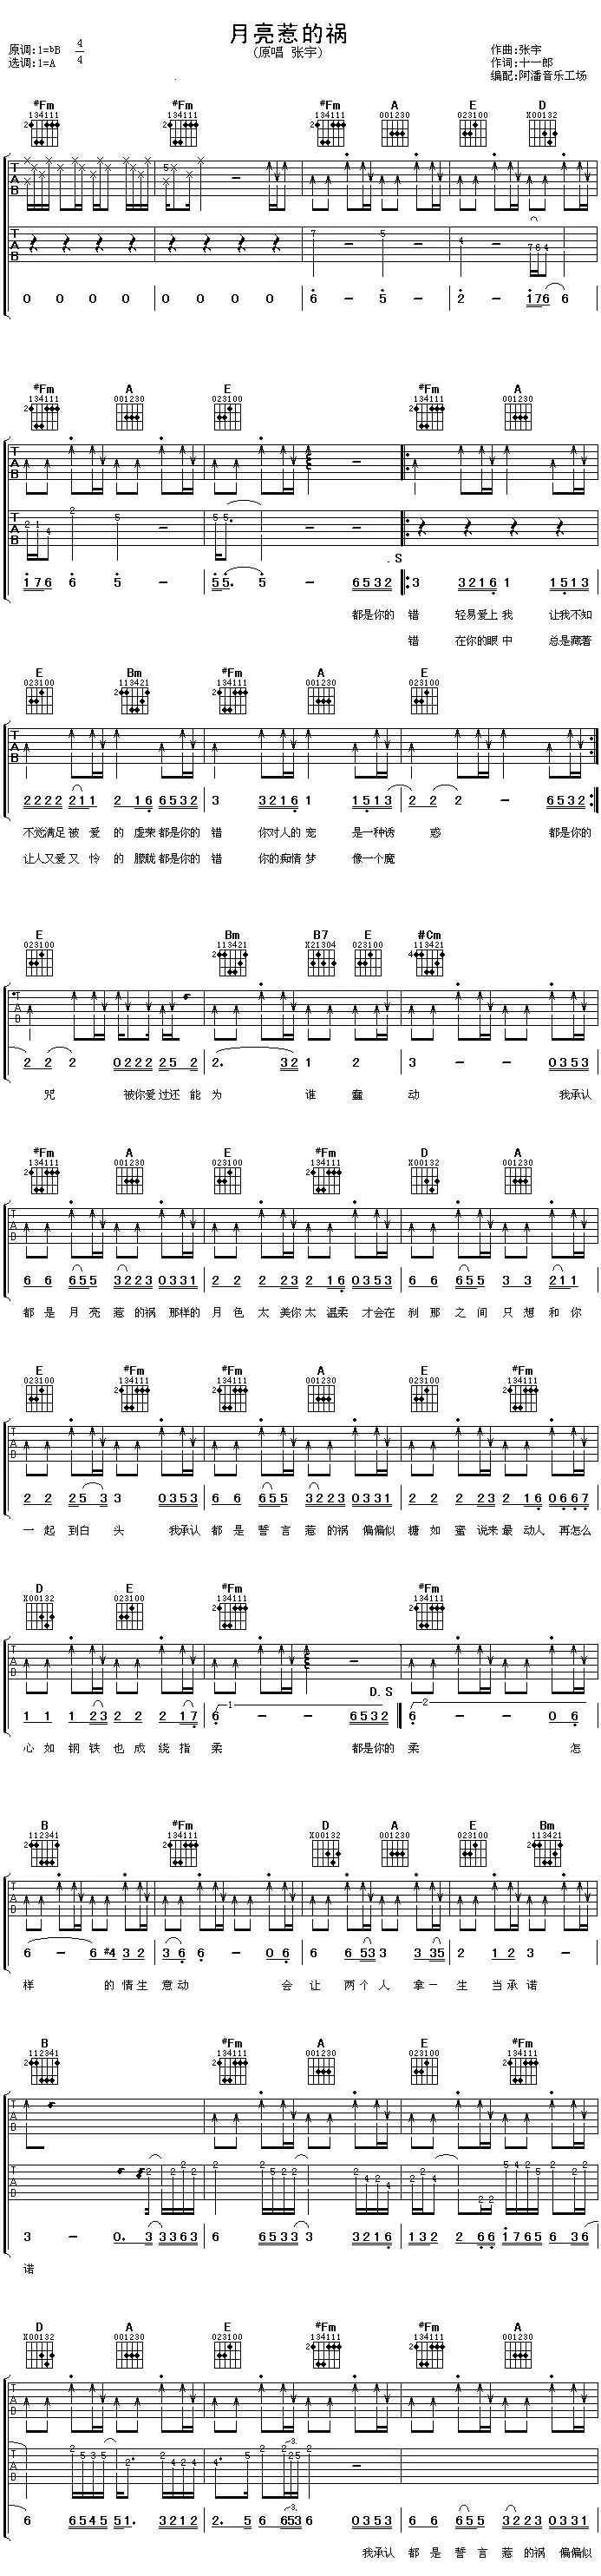 月亮惹的祸
(原唱 张宇)
原调:1=bB 4/4
选调:1=A
作曲:张宇
作词:十一郎
编配:阿潘音乐工场
#Fm #Fm #Fm A E D
134111 134111 134111 001230 023100 X00132
0 0 0 0 0 0 0 0 6 - 5 - 2 - 176 6
#Fm A E #Fm A
134111 001230 023100 134111 001230
176 6 5 - 55. 5 - 6532 3 3216 1 1513
.S
都是你的 错 轻易爱上我 让我不知
错 在你的眼中 总是藏著
E Bm #Fm A E
023100 113421 134111 001230 023100
2222 211 2 16 6532 3 3216 1 1513 2 2 2 - 6532
不觉满足 被 爱 的 虚荣 都是你的 错 你对人的 宠 是一种诱 惑 都是你的
让人又爱 又 怜 的 朦胧 都是你的 错 你的痴情 梦 像一个魔
E Bm B7 E #Cm
023100 113421 X21304 023100 113421
2 2 2 0222 25 2 2. 32 1 2 3 - - 0353
咒 被你爱 过还 能 为 谁 蠢 动 我承认
#Fm A E #Fm D A
134111 001230 023100 134111 X00132 001230
6 6 655 3223 0331 2 2 2 23 2 16 0353 6 6 655 3 3 211
都 是 月 亮 惹 的祸 那样的 月 色 太 美你 太 温柔 才会在 刹 那 之 间 只 想 和 你
E #Fm #Fm A E #Fm
023100 134111 134111 001230 023100 134111
2 2 25 3 3 0353 6 6 655 3223 0331 2 2 2 23 2 16 0667
一 起 到白 头 我承认 都 是 誓 言 惹 的祸 偏偏似 糖 如 蜜 说来 最 动人 再怎么
D E #Fm #Fm
X00132 023100 134111 134111
D.S
1 1 1 23 2 2 2 17 6 - - 6532 6 - - 0 6
心 如 钢 铁 也 成 绕 指 柔 都是你的 柔 怎
B #Fm D A E Bm
112341 134111 X00132 001230 023100 113421
6 - 6 #4 3 2 3 6 6 - 0 6 6 6 53 3 3 35 2 1 2 3 -
样 的 情 生 意 动 会 让 两 个 人 拿 一 生 当 承 诺
B #Fm A E #Fm
112341 134111 001230 023100 134111
3 - 0. 3 3363 6 6533 3 3216 132 2 66 1765 6 36
诺
D A E #Fm #Fm A
X00132 001230 023100 134111 134111 001230
6 6545 51. 3212 2. 5 6 6536 0353 6 6 655 3223 0331
我承认 都 是 誓 言 惹 的祸 偏偏似